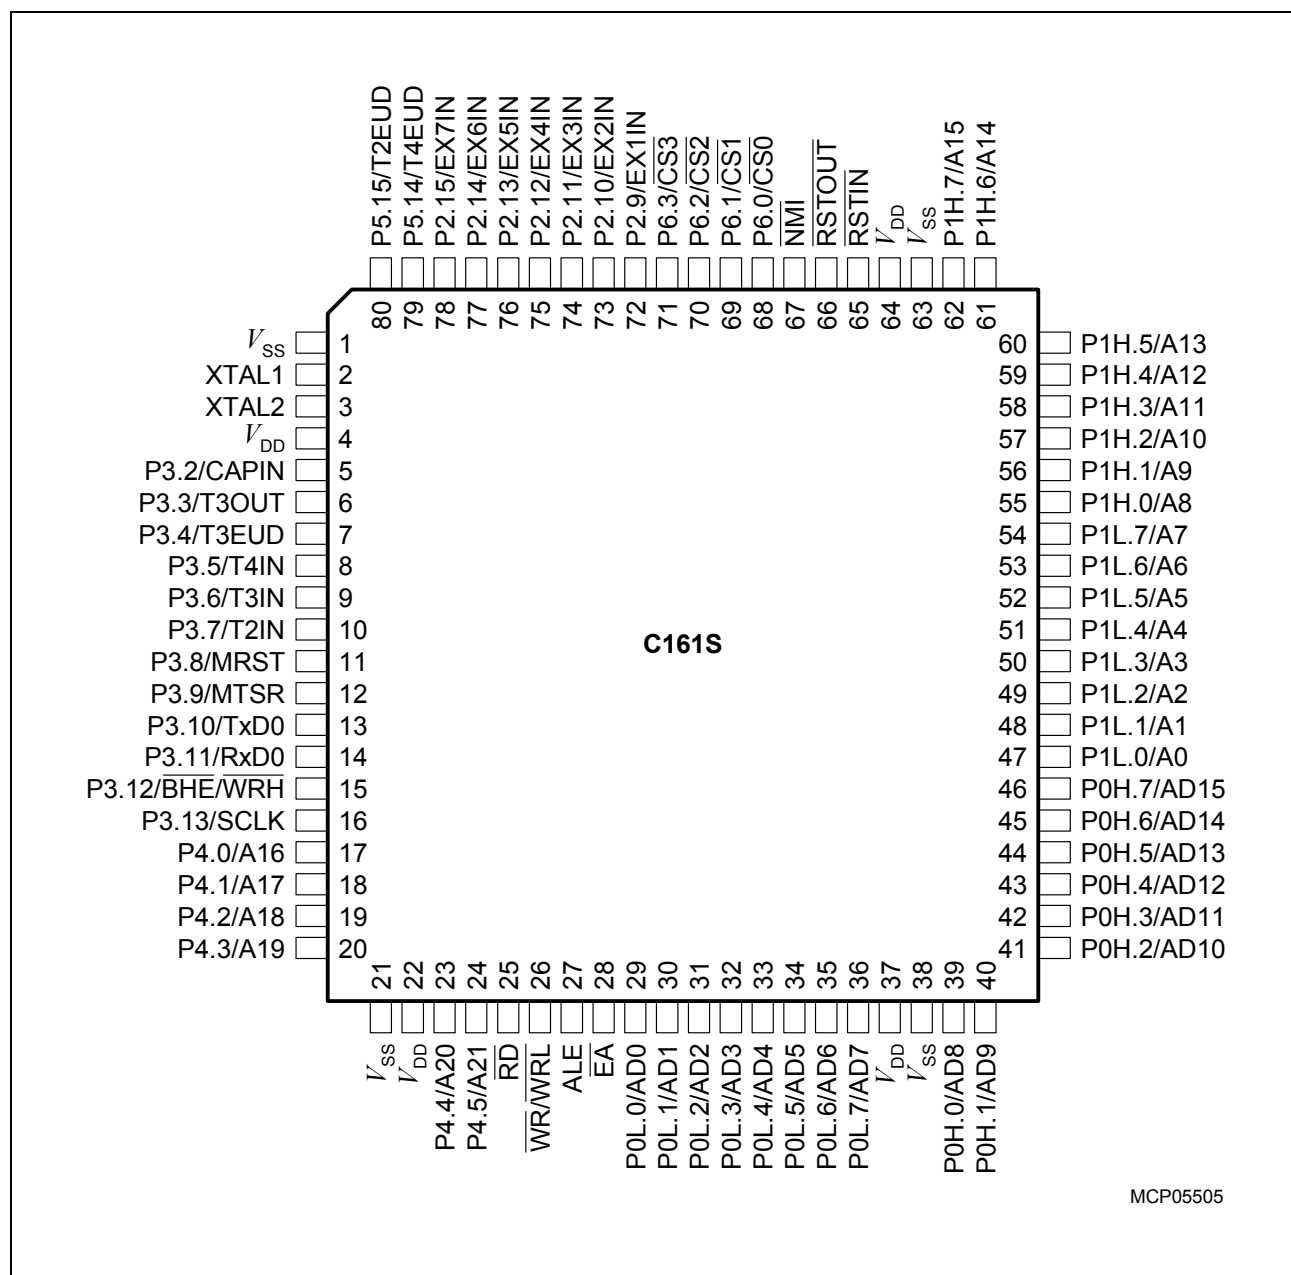 P5.15/T2EUD
P5.14/T4EUD
P2.15/EX7IN
P2.14/EX6IN
P2.13/EX5IN
P2.12/EX4IN
P2.11/EX3IN
P2.10/EX2IN
P2.9/EX1IN
P6.3/C̅S̅3̅
P6.2/C̅S̅2̅
P6.1/C̅S̅1̅
P6.0/C̅S̅0̅
N̅M̅I̅
R̅S̅T̅O̅U̅T̅
R̅S̅T̅I̅N̅
VDD
VSS
P1H.7/A15
P1H.6/A14
80
79
78
77
76
75
74
73
72
71
70
69
68
67
66
65
64
63
62
61
VSS 1
XTAL1 2
XTAL2 3
VDD 4
P3.2/CAPIN 5
P3.3/T3OUT 6
P3.4/T3EUD 7
P3.5/T4IN 8
P3.6/T3IN 9
P3.7/T2IN 10
P3.8/MRST 11
P3.9/MTSR 12
P3.10/TxD0 13
P3.11/RxD0 14
P3.12/B̅H̅E̅/W̅R̅H̅ 15
P3.13/SCLK 16
P4.0/A16 17
P4.1/A17 18
P4.2/A18 19
P4.3/A19 20
C161S
60 P1H.5/A13
59 P1H.4/A12
58 P1H.3/A11
57 P1H.2/A10
56 P1H.1/A9
55 P1H.0/A8
54 P1L.7/A7
53 P1L.6/A6
52 P1L.5/A5
51 P1L.4/A4
50 P1L.3/A3
49 P1L.2/A2
48 P1L.1/A1
47 P1L.0/A0
46 P0H.7/AD15
45 P0H.6/AD14
44 P0H.5/AD13
43 P0H.4/AD12
42 P0H.3/AD11
41 P0H.2/AD10
21
22
23
24
25
26
27
28
29
30
31
32
33
34
35
36
37
38
39
40
VSS
VDD
P4.4/A20
P4.5/A21
R̅D̅
W̅R̅/W̅R̅L̅
ALE
E̅A̅
P0L.0/AD0
P0L.1/AD1
P0L.2/AD2
P0L.3/AD3
P0L.4/AD4
P0L.5/AD5
P0L.6/AD6
P0L.7/AD7
VDD
VSS
P0H.0/AD8
P0H.1/AD9
MCP05505